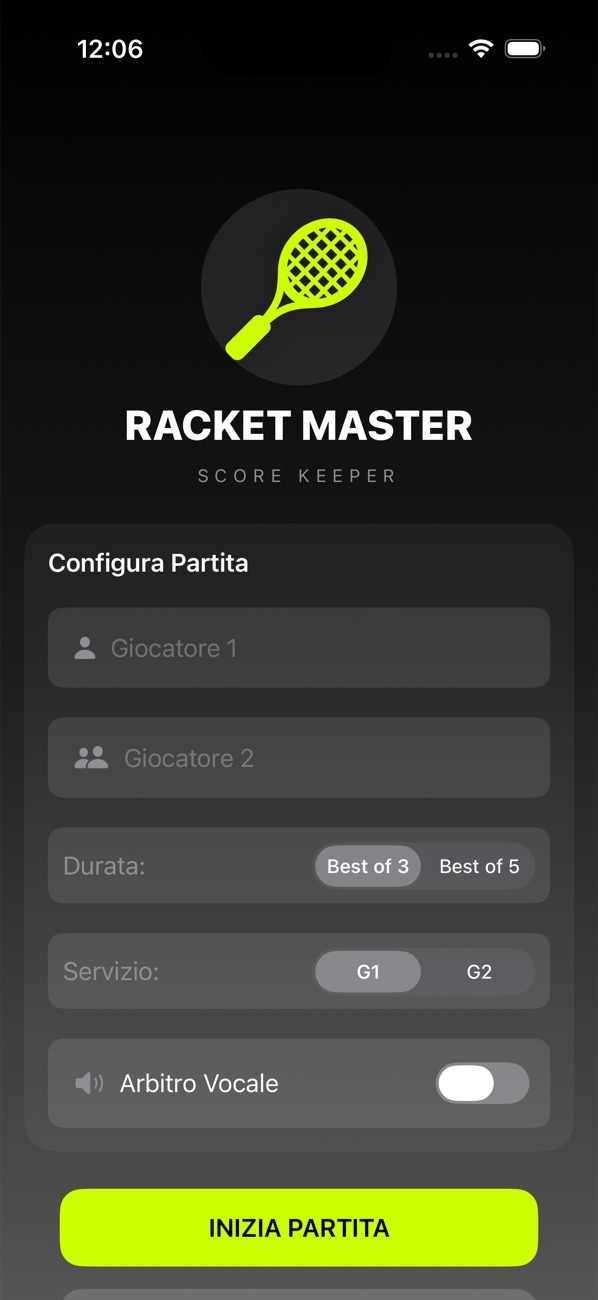 12:06
RACKET MASTER
SCORE KEEPER
Configura Partita
Giocatore 1
Giocatore 2
Durata: Best of 3 Best of 5
Servizio: G1 G2
Arbitro Vocale
INIZIA PARTITA